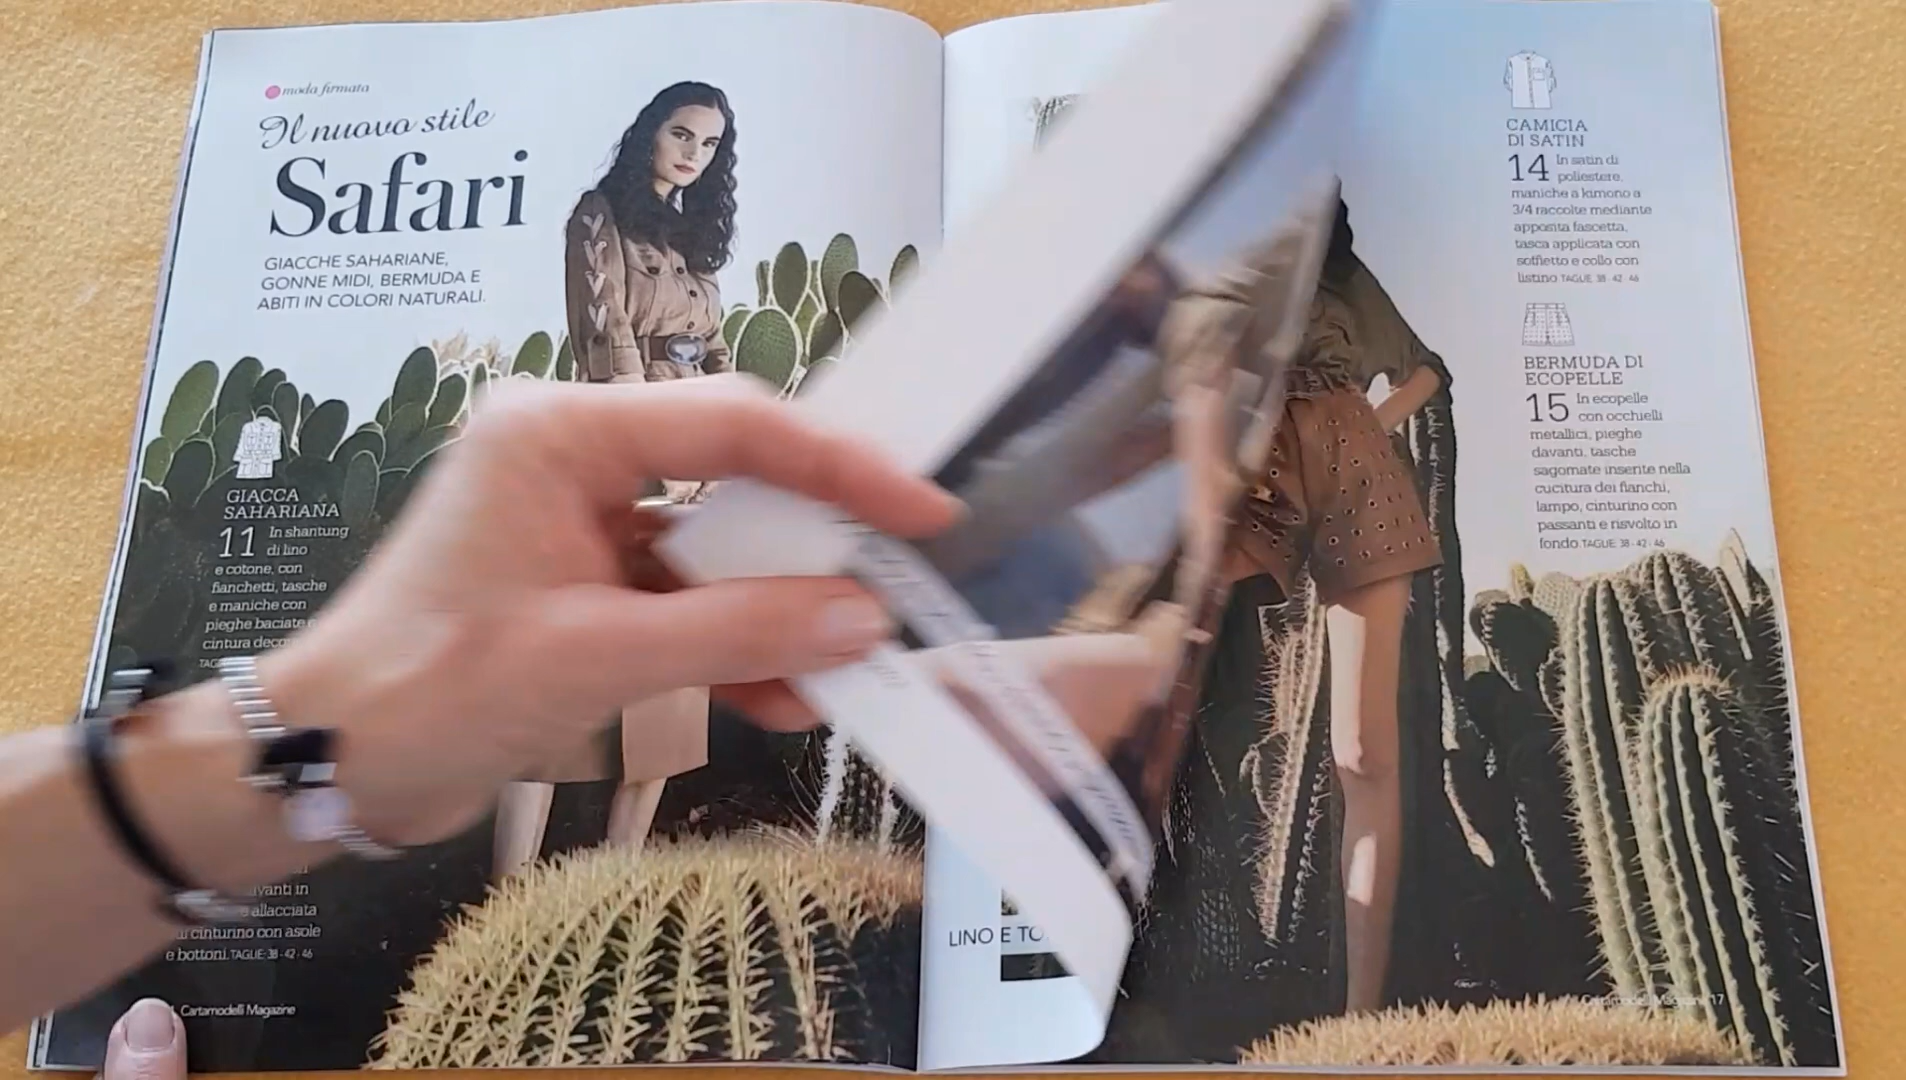 moda firmata
Il nuovo stile
Safari
GIACCHE SAHARIANE,
GONNE MIDI, BERMUDA E
ABITI IN COLORI NATURALI.
GIACCA
SAHARIANA
11 In shantung
di lino
e cotone, con
fianchetti, tasche
e maniche con
pieghe baciate e
cintura
avanti in
e allacciata
cinturino con asole
e bottoni. TAGLIE: 38 - 42 - 46
Cartamodelli Magazine
LINO E
CAMICIA
DI SATIN
14 In satin di
poliestere,
maniche a kimono a
3/4 raccolte mediante
apposita fascetta,
tasca applicata con
soffietto e collo con
listino TAGLIE: 38 - 42 - 46
BERMUDA DI
ECOPELLE
15 In ecopelle
con occhielli
metallici, pieghe
davanti, tasche
sagomate inserite nella
cucitura dei fianchi,
lampo, cinturino con
passanti e risvolto in
fondo. TAGLIE: 38 - 42 - 46
Cartamodelli Magazine 17